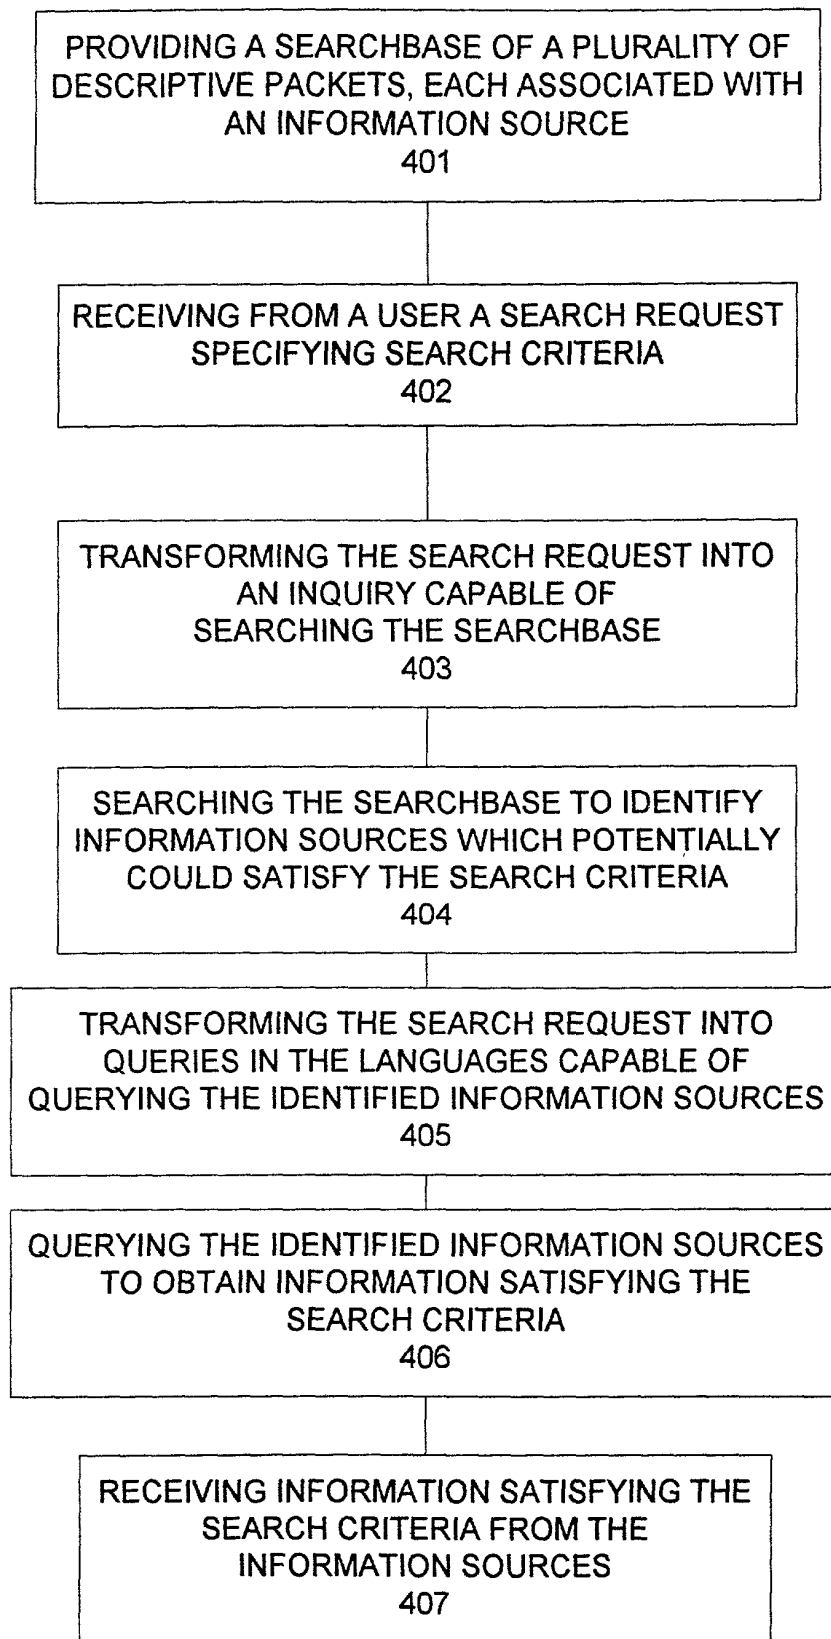 PROVIDING A SEARCHBASE OF A PLURALITY OF
DESCRIPTIVE PACKETS, EACH ASSOCIATED WITH
AN INFORMATION SOURCE
401
RECEIVING FROM A USER A SEARCH REQUEST
SPECIFYING SEARCH CRITERIA
402
TRANSFORMING THE SEARCH REQUEST INTO
AN INQUIRY CAPABLE OF
SEARCHING THE SEARCHBASE
403
SEARCHING THE SEARCHBASE TO IDENTIFY
INFORMATION SOURCES WHICH POTENTIALLY
COULD SATISFY THE SEARCH CRITERIA
404
TRANSFORMING THE SEARCH REQUEST INTO
QUERIES IN THE LANGUAGES CAPABLE OF
QUERYING THE IDENTIFIED INFORMATION SOURCES
405
QUERYING THE IDENTIFIED INFORMATION SOURCES
TO OBTAIN INFORMATION SATISFYING THE
SEARCH CRITERIA
406
RECEIVING INFORMATION SATISFYING THE
SEARCH CRITERIA FROM THE
INFORMATION SOURCES
407